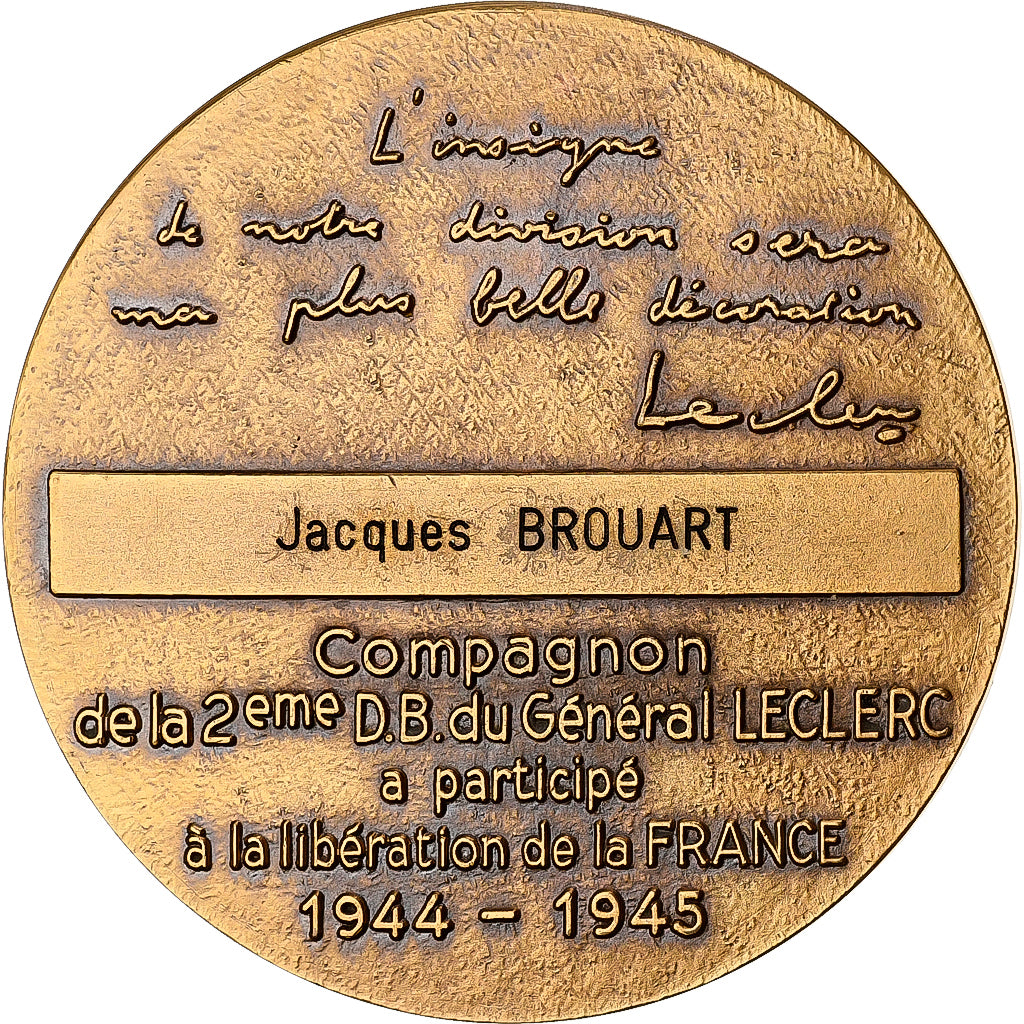 L'insigne
de notre division sera
ma plus belle décoration
Leclerc
Jacques BROUART
Compagnon
de la 2eme D.B. du Général LECLERC
a participé
à la libération de la FRANCE
1944 - 1945